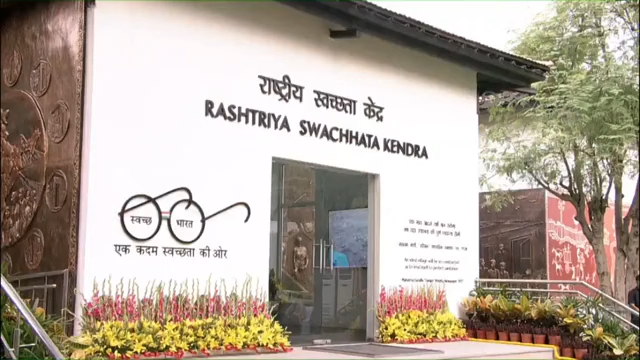 राष्ट्रीय स्वच्छता केंद्र
RASHTRIYA SWACHHATA KENDRA
स्वच्छ भारत
एक कदम स्वच्छता की ओर